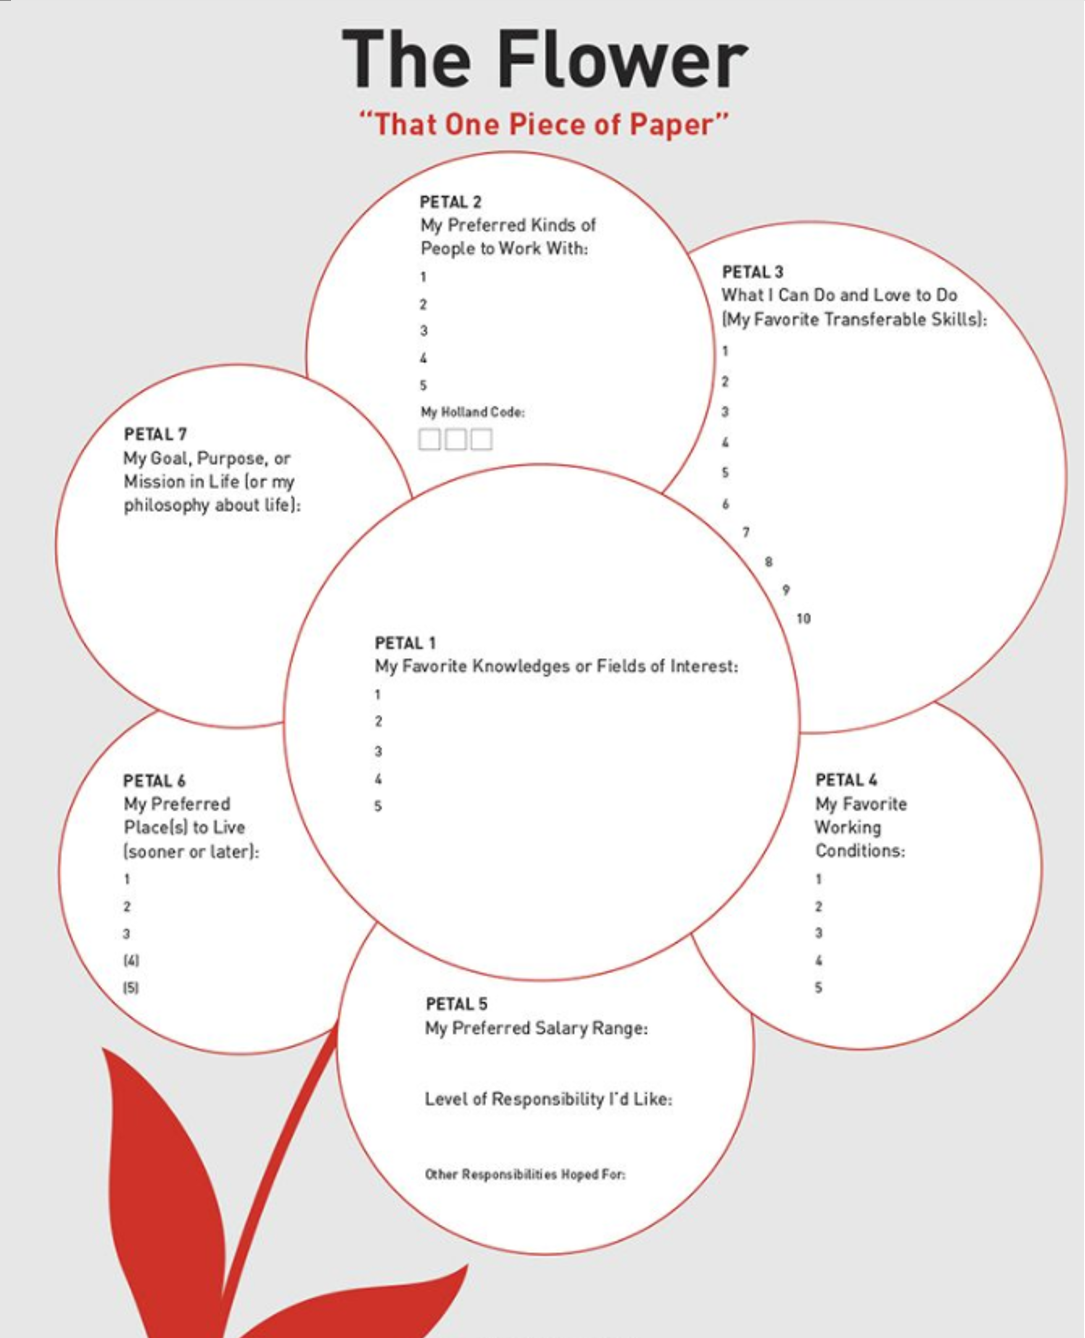 The Flower
“That One Piece of Paper”
PETAL 2
My Preferred Kinds of
People to Work With:
1
2
3
4
5
My Holland Code:
PETAL 3
What I Can Do and Love to Do
(My Favorite Transferable Skills):
1
2
3
4
5
6
7
8
9
10
PETAL 7
My Goal, Purpose, or
Mission in Life (or my
philosophy about life):
PETAL 1
My Favorite Knowledges or Fields of Interest:
1
2
3
4
5
PETAL 6
My Preferred
Place(s) to Live
(sooner or later):
1
2
3
(4)
(5)
PETAL 4
My Favorite
Working
Conditions:
1
2
3
4
5
PETAL 5
My Preferred Salary Range:
Level of Responsibility I'd Like:
Other Responsibilities Hoped For: